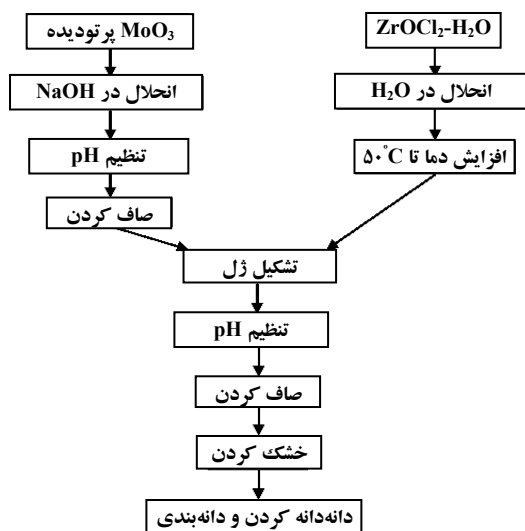 MoO₃ پرتودیده
انحلال در NaOH
تنظیم pH
صاف کردن
ZrOCl₂-H₂O
انحلال در H₂O
افزایش دما تا ۵۰°C
تشکیل ژل
تنظیم pH
صاف کردن
خشک کردن
دانه‌دانه کردن و دانه‌بندی